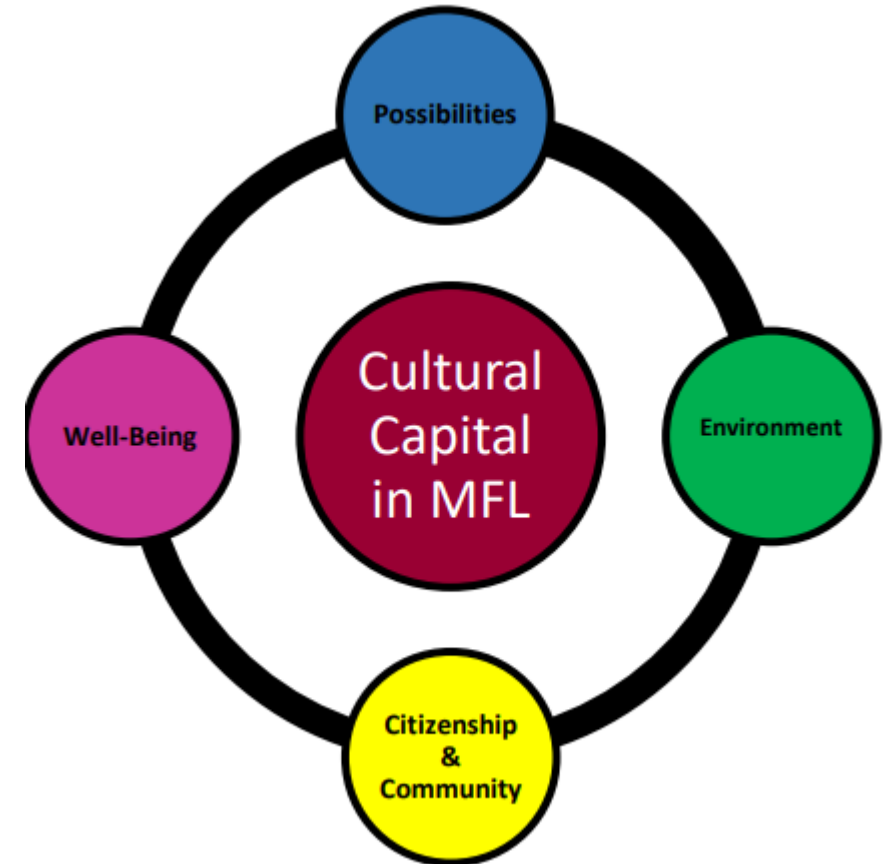 Possibilities
Cultural
Capital
in MFL
Well-Being
Environment
Citizenship
&
Community